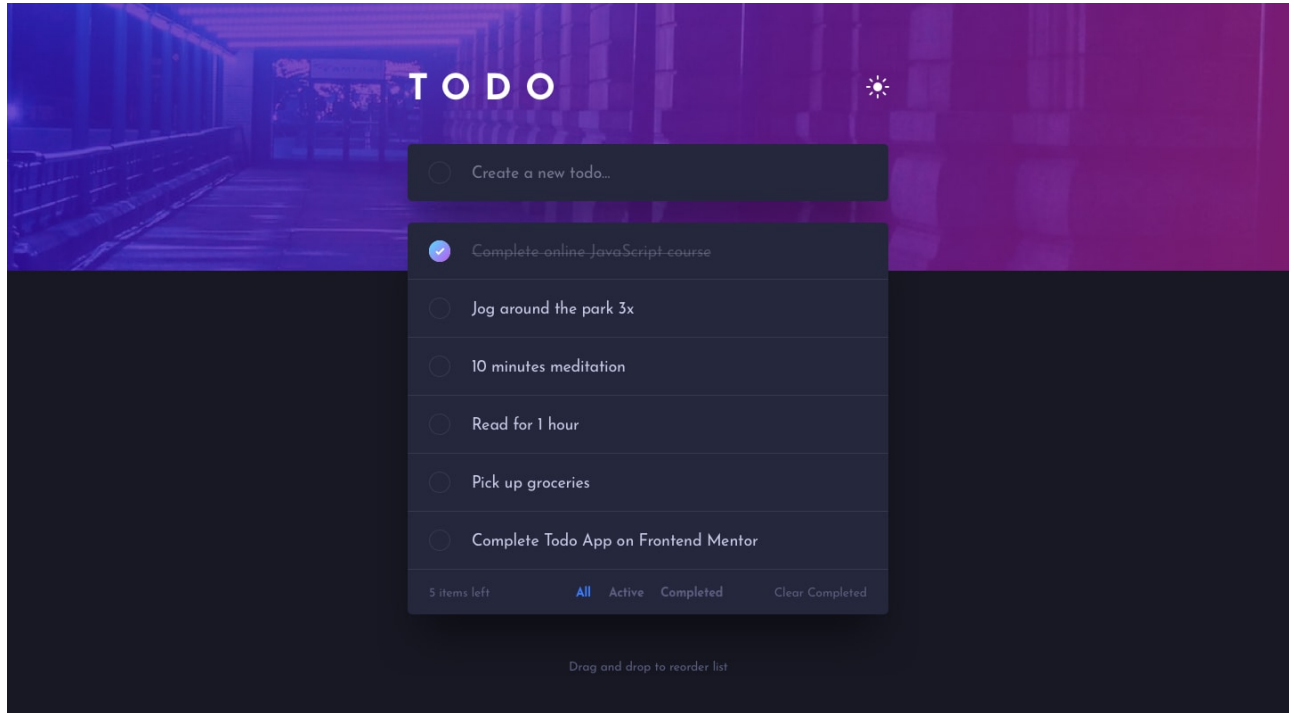 TODO
Create a new todo...
Complete online JavaScript course
Jog around the park 3x
10 minutes meditation
Read for 1 hour
Pick up groceries
Complete Todo App on Frontend Mentor
5 items left All Active Completed Clear Completed
Drag and drop to reorder list